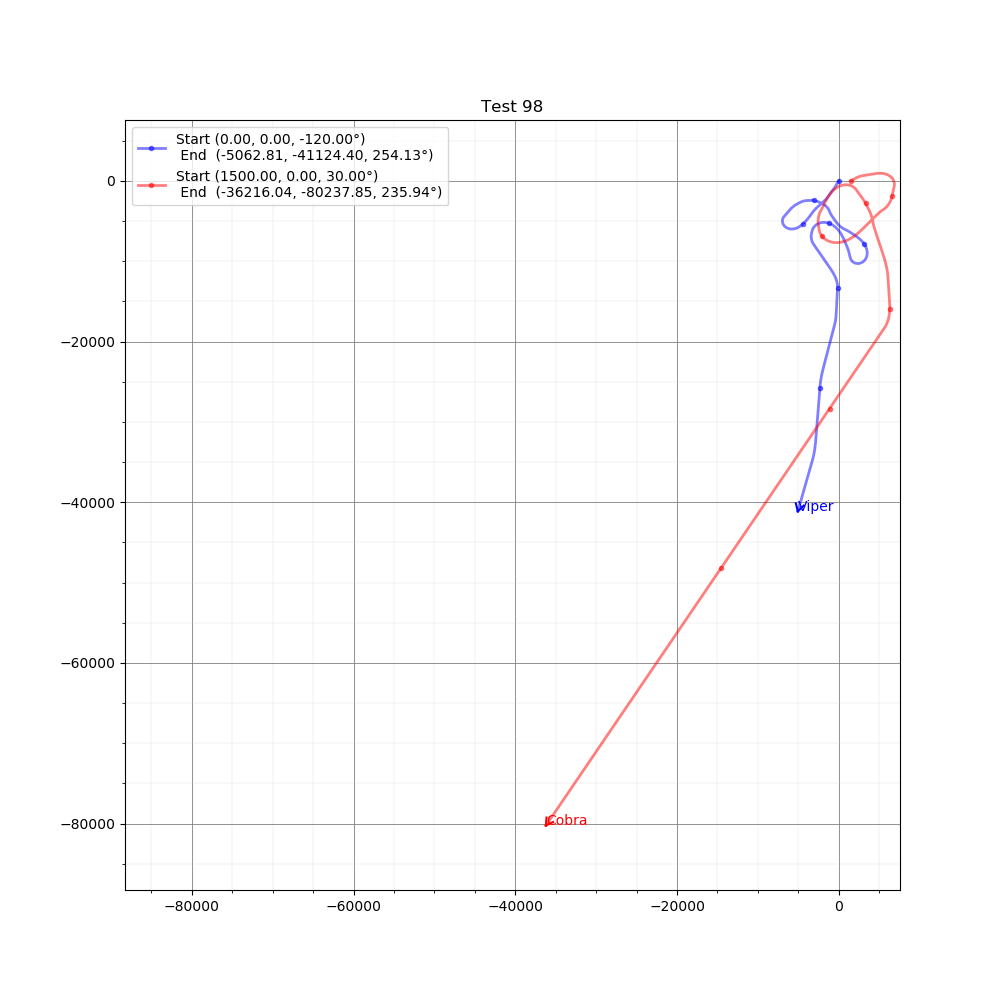 Test 98
Start (0.00, 0.00, -120.00°)
End (-5062.81, -41124.40, 254.13°)
Start (1500.00, 0.00, 30.00°)
End (-36216.04, -80237.85, 235.94°)
0
−20000
−40000
−60000
−80000
Viper
Cobra
−80000
−60000
−40000
−20000
0